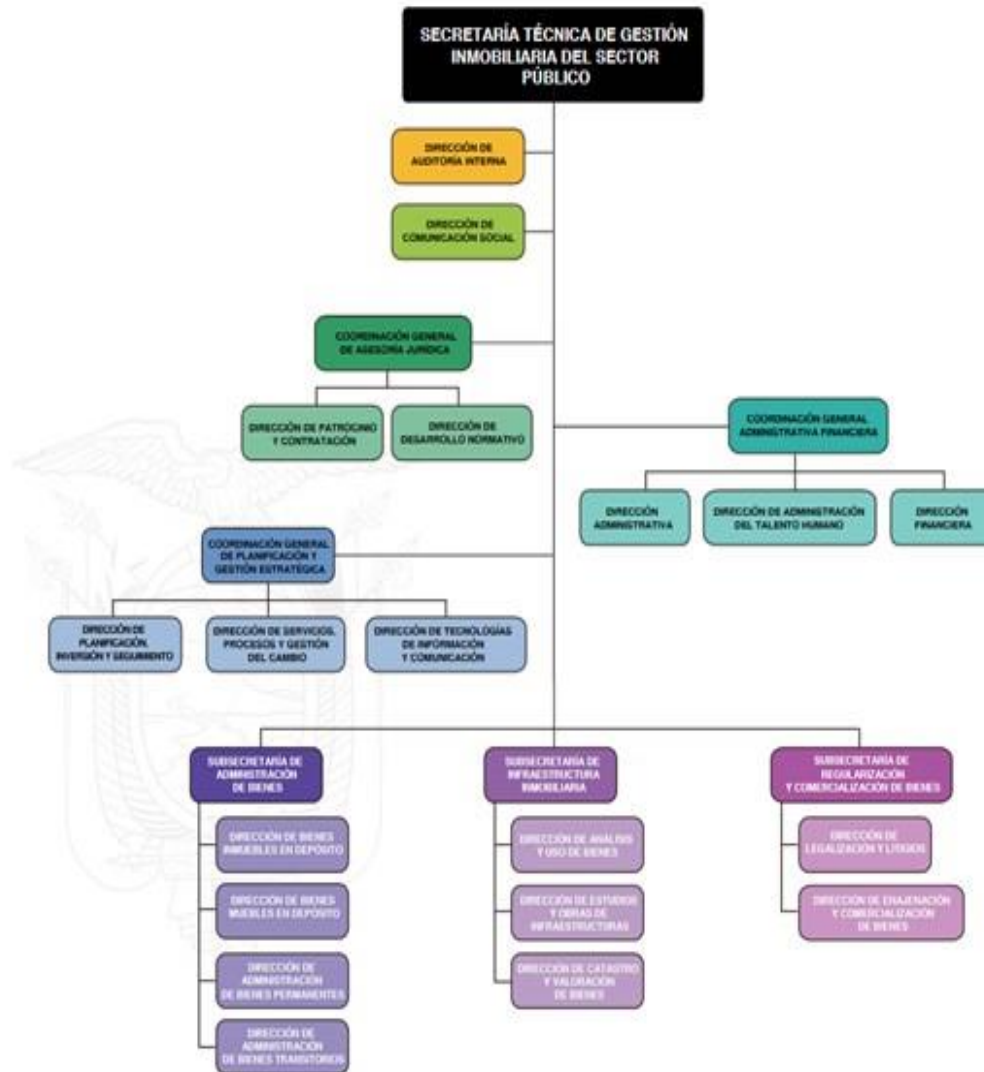 SECRETARÍA TÉCNICA DE GESTIÓN
INMOBILIARIA DEL SECTOR
PÚBLICO
DIRECCIÓN DE
AUDITORÍA INTERNA
DIRECCIÓN DE
COMUNICACIÓN SOCIAL
COORDINACIÓN GENERAL
DE ASESORÍA JURÍDICA
DIRECCIÓN DE PATROCINIO
Y CONTRATACIÓN
DIRECCIÓN DE
DESARROLLO NORMATIVO
COORDINACIÓN GENERAL
ADMINISTRATIVA FINANCIERA
DIRECCIÓN
ADMINISTRATIVA
DIRECCIÓN DE ADMINISTRACIÓN
DEL TALENTO HUMANO
DIRECCIÓN
FINANCIERA
COORDINACIÓN GENERAL
DE PLANIFICACIÓN Y
GESTIÓN ESTRATÉGICA
DIRECCIÓN DE
PLANIFICACIÓN,
INVERSIÓN Y SEGUIMIENTO
DIRECCIÓN DE SERVICIOS,
PROCESOS Y GESTIÓN
DEL CAMBIO
DIRECCIÓN DE TECNOLOGÍAS
DE INFORMACIÓN
Y COMUNICACIÓN
SUBSECRETARÍA DE
ADMINISTRACIÓN
DE BIENES
DIRECCIÓN DE BIENES
INMUEBLES EN DEPÓSITO
DIRECCIÓN DE BIENES
MUEBLES EN DEPÓSITO
DIRECCIÓN DE
ADMINISTRACIÓN
DE BIENES PERMANENTES
DIRECCIÓN DE
ADMINISTRACIÓN
DE BIENES TRANSITORIOS
SUBSECRETARÍA DE
INFRAESTRUCTURA
INMOBILIARIA
DIRECCIÓN DE ANÁLISIS
Y USO DE BIENES
DIRECCIÓN DE ESTUDIOS
Y OBRAS DE
INFRAESTRUCTURAS
DIRECCIÓN DE CATASTRO
Y VALORACIÓN
DE BIENES
SUBSECRETARÍA DE
REGULARIZACIÓN
Y COMERCIALIZACIÓN DE BIENES
DIRECCIÓN DE
LEGALIZACIÓN Y LITIGIOS
DIRECCIÓN DE ENAJENACIÓN
Y COMERCIALIZACIÓN
DE BIENES